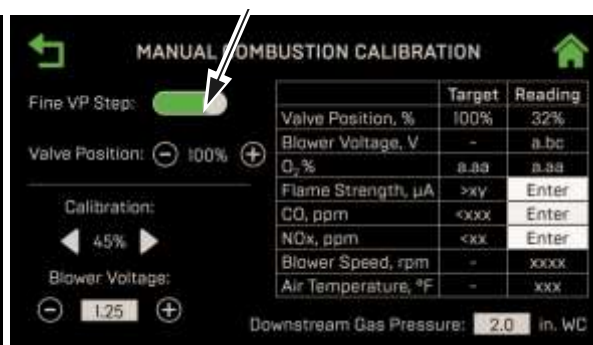 MANUAL COMBUSTION CALIBRATION
Fine VP Step:
Valve Position: 100%
Calibration:
45%
Blower Voltage:
1.25
Target Reading
Valve Position, % 100% 32%
Blower Voltage, V - a.bc
O₂% a.aa a.aa
Flame Strength, µA >xy Enter
CO, ppm <xxx Enter
NOx, ppm <xx Enter
Blower Speed, rpm - xxxx
Air Temperature, °F - xxx
Downstream Gas Pressure: 2.0 in. WC